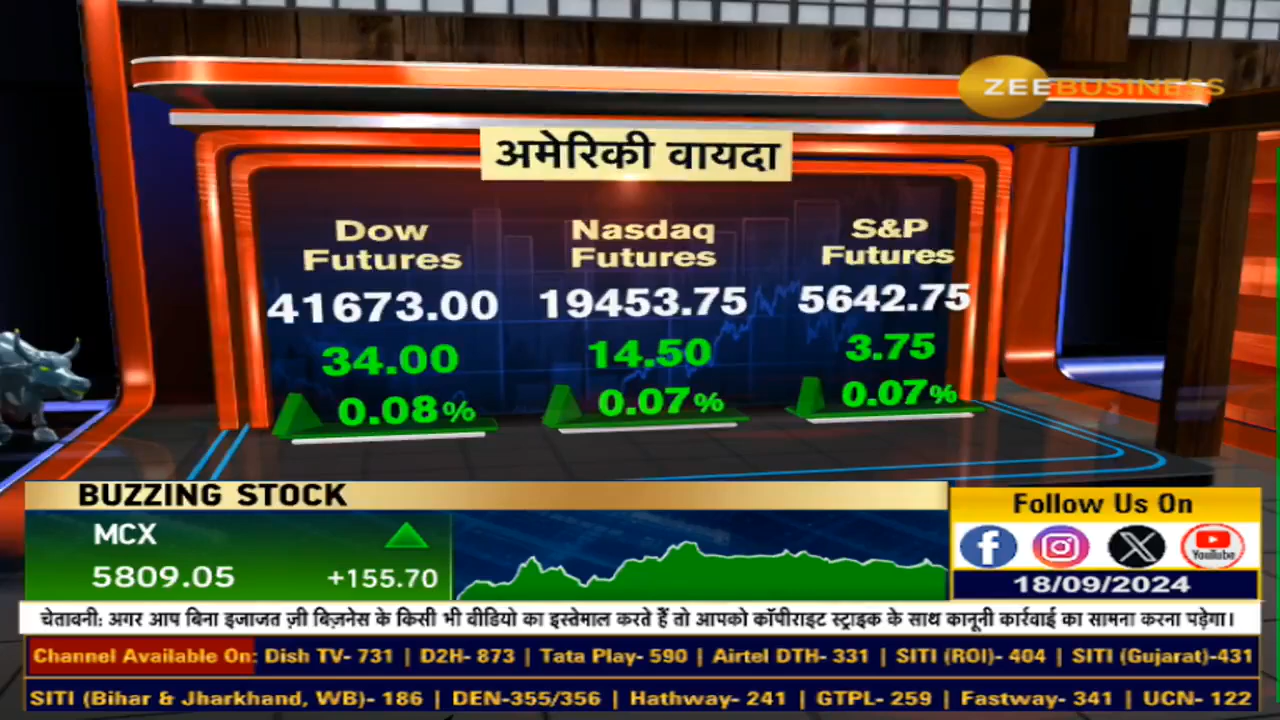 ZEE BUSINESS
अमेरिकी वायदा
Dow Futures
41673.00
34.00
0.08%
Nasdaq Futures
19453.75
14.50
0.07%
S&P Futures
5642.75
3.75
0.07%
BUZZING STOCK
MCX
5809.05 +155.70
Follow Us On
YouTube
18/09/2024
चेतावनी: अगर आप बिना इजाजत ज़ी बिज़नेस के किसी भी वीडियो का इस्तेमाल करते हैं तो आपको कॉपीराइट स्ट्राइक के साथ कानूनी कार्रवाई का सामना करना पड़ेगा।
Channel Available On: Dish TV- 731 | D2H- 873 | Tata Play- 590 | Airtel DTH- 331 | SITI (ROI)- 404 | SITI (Gujarat)-431
SITI (Bihar & Jharkhand, WB)- 186 | DEN-355/356 | Hathway- 241 | GTPL- 259 | Fastway- 341 | UCN- 122